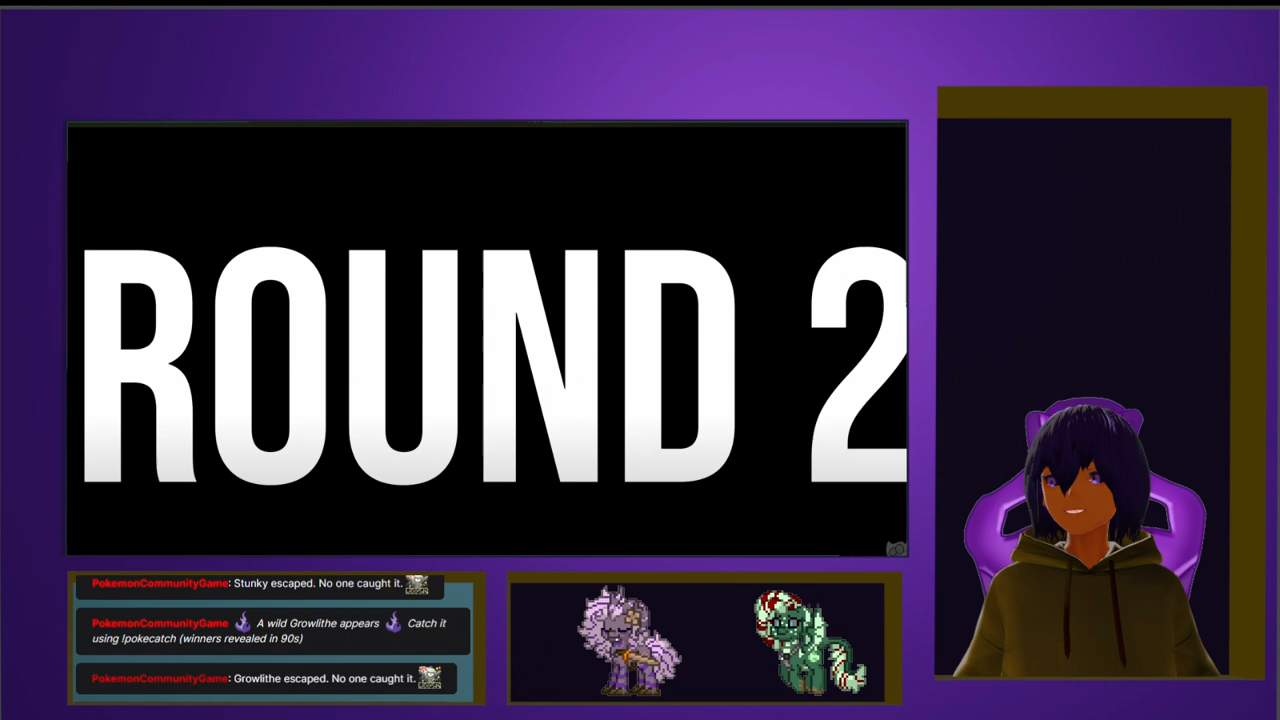 ROUND 2
PokemonCommunityGame: Stunky escaped. No one caught it.
PokemonCommunityGame A wild Growlithe appears Catch it
using !pokecatch (winners revealed in 90s)
PokemonCommunityGame: Growlithe escaped. No one caught it.